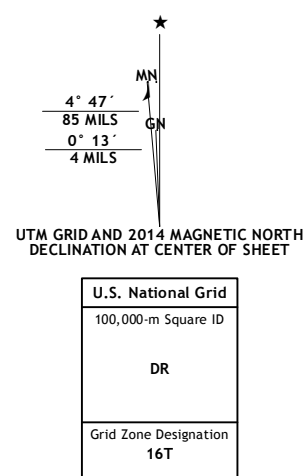 ★
MN
4° 47´
85 MILS
GN
0° 13´
4 MILS
UTM GRID AND 2014 MAGNETIC NORTH
DECLINATION AT CENTER OF SHEET
U.S. National Grid
100,000-m Square ID
DR
Grid Zone Designation
16T